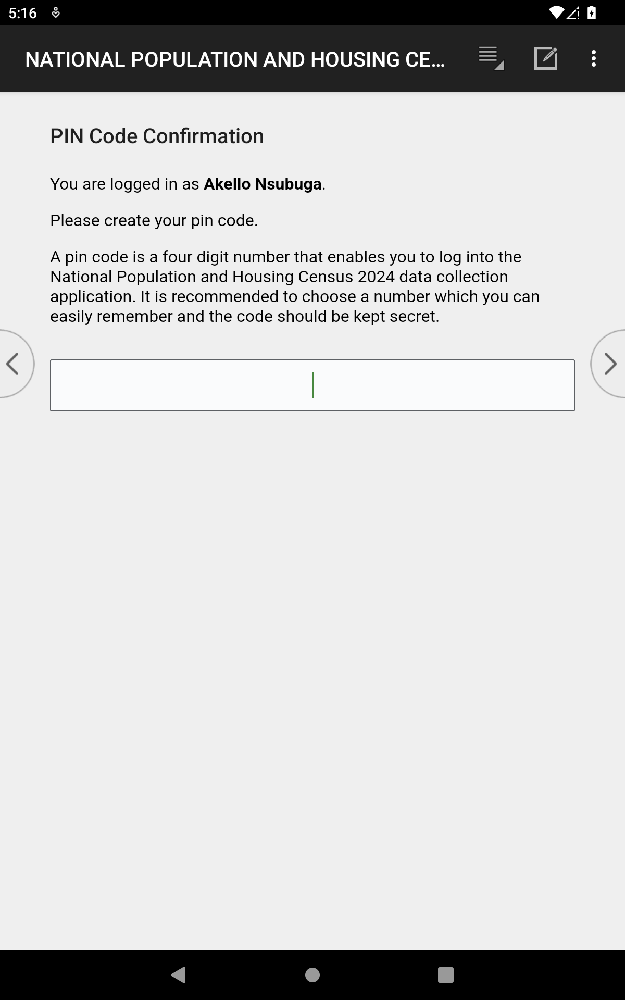 5:16
NATIONAL POPULATION AND HOUSING CE...
PIN Code Confirmation
You are logged in as Akello Nsubuga.
Please create your pin code.
A pin code is a four digit number that enables you to log into the
National Population and Housing Census 2024 data collection
application. It is recommended to choose a number which you can
easily remember and the code should be kept secret.